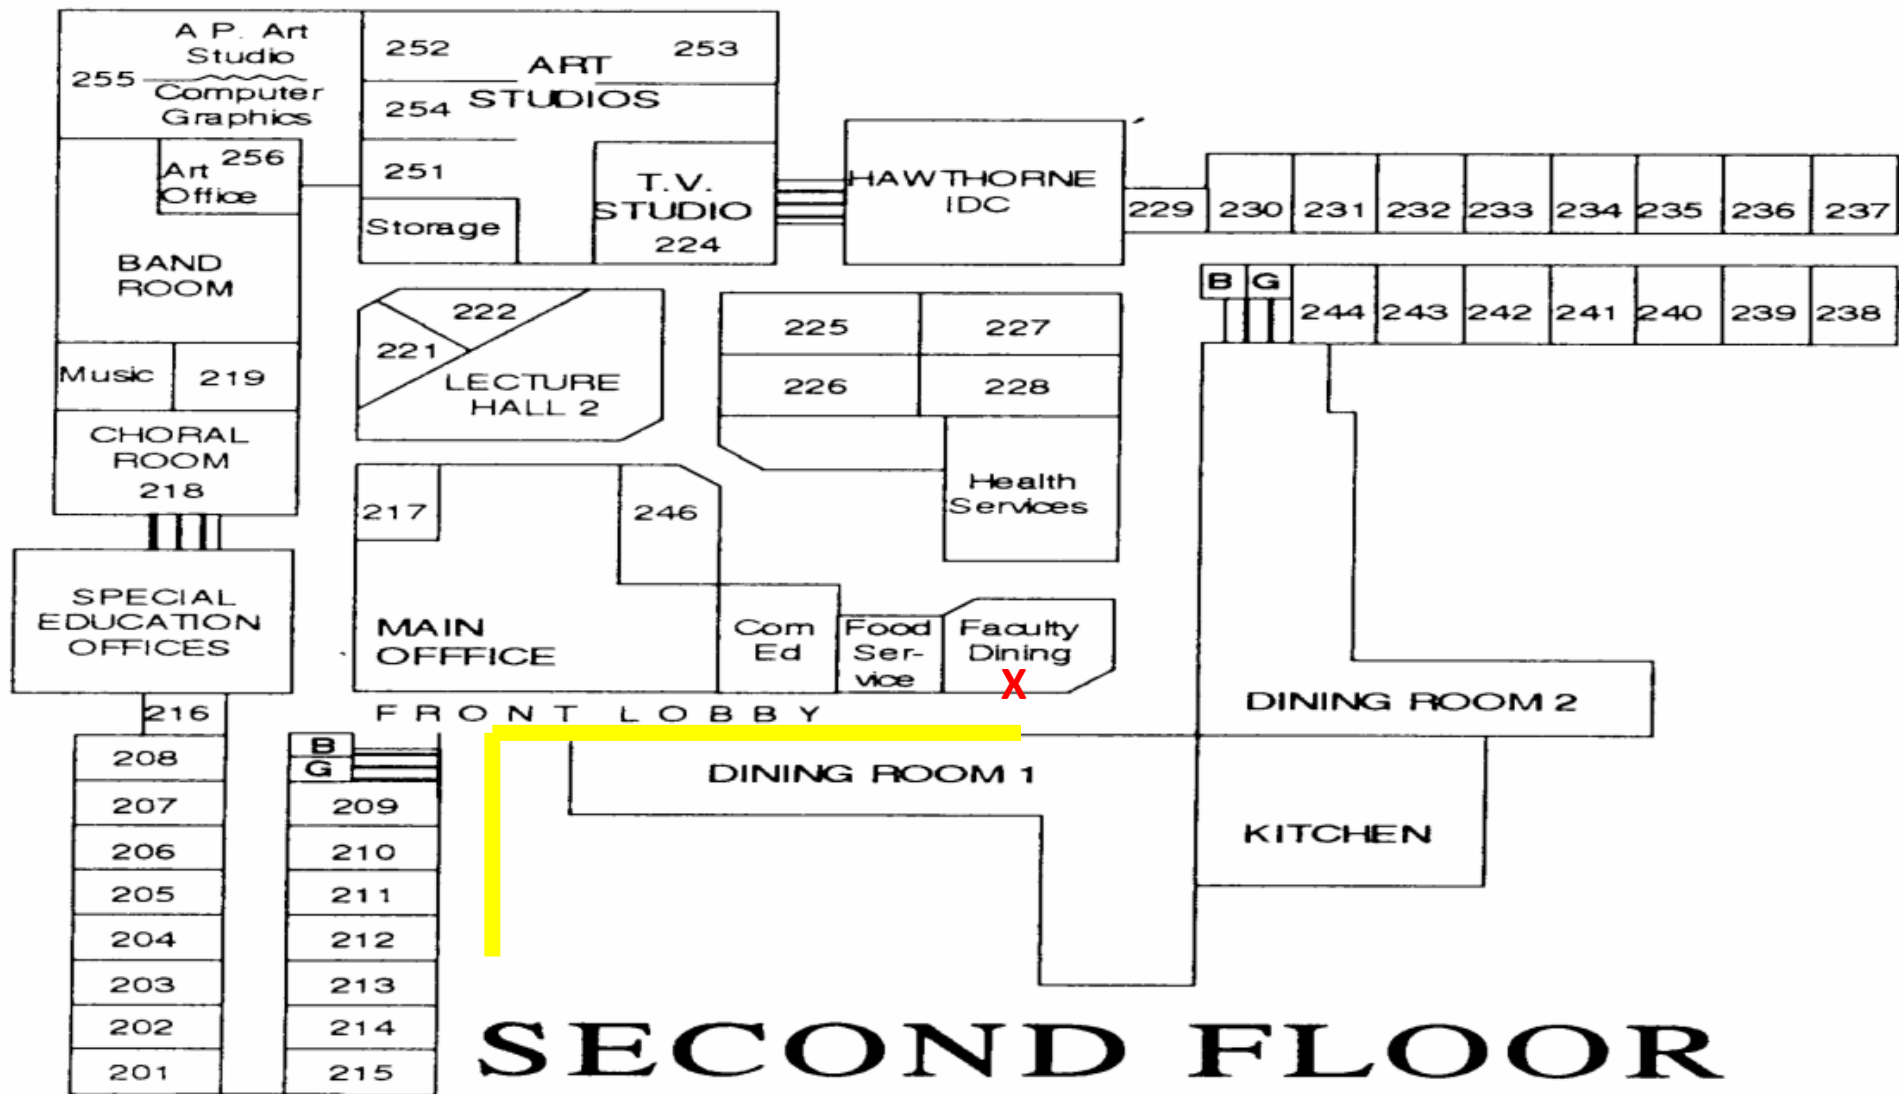 A P. Art
Studio
255
Computer
Graphics
252
253
ART
STUDIOS
254
256
Art
Office
251
T.V.
STUDIO
224
Storage
HAWTHORNE
IDC
229
230
231
232
233
234
235
236
237
BAND
ROOM
222
221
LECTURE
HALL 2
225
227
226
228
B
G
244
243
242
241
240
239
238
Music
219
CHORAL
ROOM
218
217
246
Health
Services
SPECIAL
EDUCATION
OFFICES
MAIN
OFFFICE
Com
Ed
Food
Ser-
vice
Faculty
Dining
X
DINING ROOM 2
216
FRONT LOBBY
208
B
G
DINING ROOM 1
207
209
KITCHEN
206
210
205
211
204
212
203
213
202
214
201
215
SECOND FLOOR